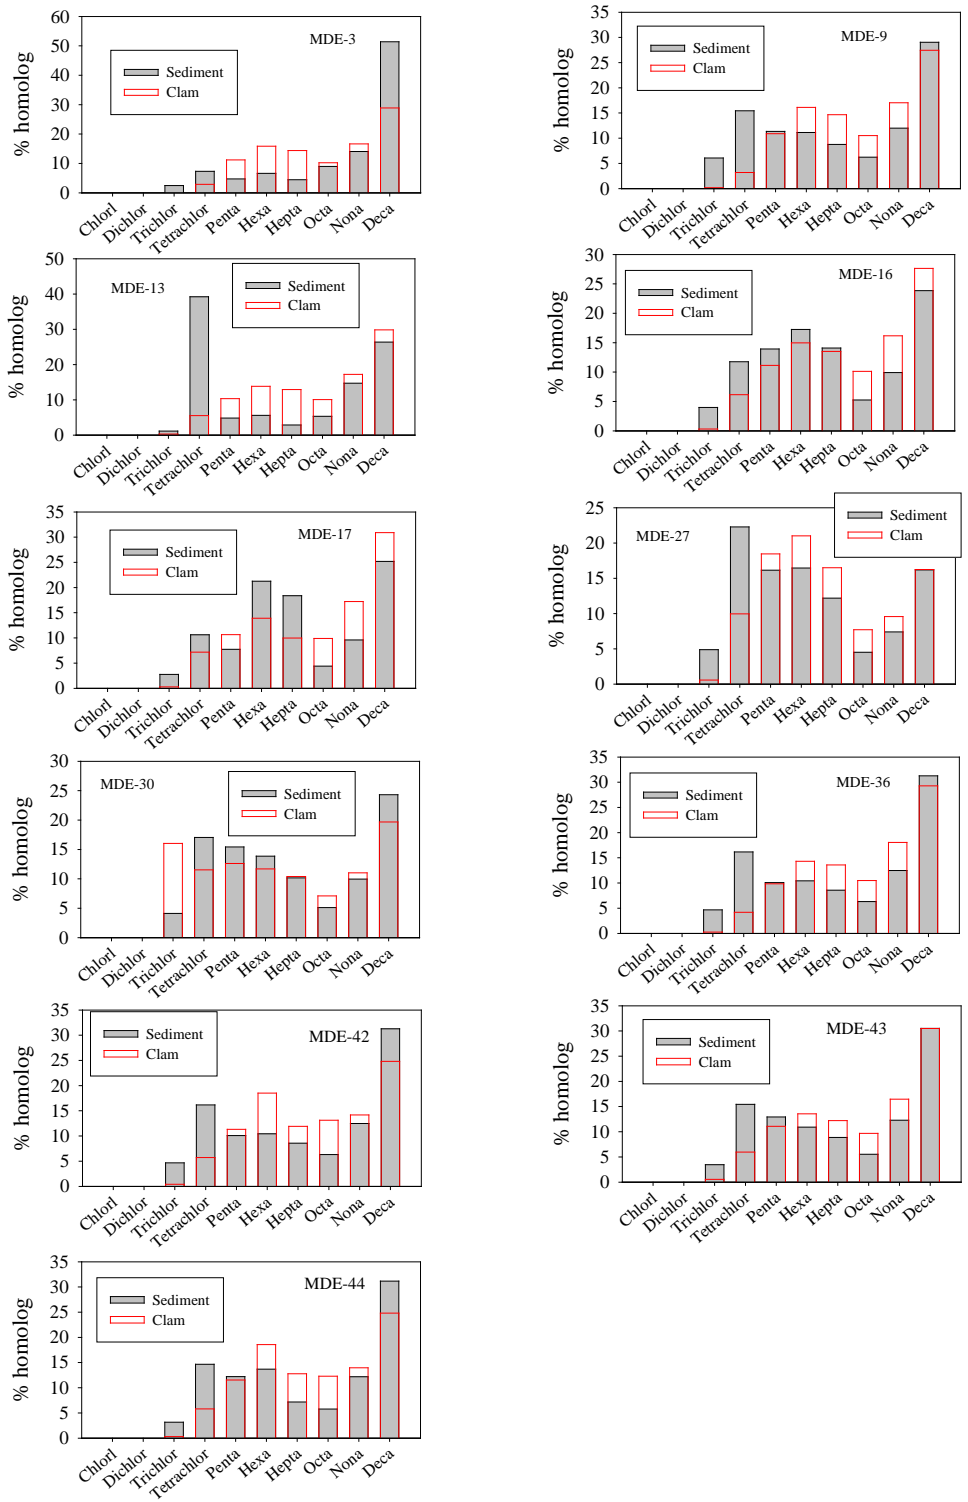 60
50
40
30
20
10
0
% homolog
MDE-3
Sediment
Clam
Chlorl
Dichlor
Trichlor
Tetrachlor
Penta
Hexa
Hepta
Octa
Nona
Deca
35
30
25
20
15
10
5
0
% homolog
MDE-9
Sediment
Clam
Chlorl
Dichlor
Trichlor
Tetrachlor
Penta
Hexa
Hepta
Octa
Nona
Deca
50
40
30
20
10
0
% homolog
MDE-13
Sediment
Clam
Chlorl
Dichlor
Trichlor
Tetrachlor
Penta
Hexa
Hepta
Octa
Nona
Deca
30
25
20
15
10
5
0
% homolog
MDE-16
Sediment
Clam
Chlorl
Dichlor
Trichlor
Tetrachlor
Penta
Hexa
Hepta
Octa
Nona
Deca
35
30
25
20
15
10
5
0
% homolog
MDE-17
Sediment
Clam
Chlorl
Dichlor
Trichlor
Tetrachlor
Penta
Hexa
Hepta
Octa
Nona
Deca
25
20
15
10
5
0
% homolog
MDE-27
Sediment
Clam
Chlorl
Dichlor
Trichlor
Tetrachlor
Penta
Hexa
Hepta
Octa
Nona
Deca
30
25
20
15
10
5
0
% homolog
MDE-30
Sediment
Clam
Chlorl
Dichlor
Trichlor
Tetrachlor
Penta
Hexa
Hepta
Octa
Nona
Deca
35
30
25
20
15
10
5
0
% homolog
MDE-36
Sediment
Clam
Chlorl
Dichlor
Trichlor
Tetrachlor
Penta
Hexa
Hepta
Octa
Nona
Deca
35
30
25
20
15
10
5
0
% homolog
MDE-42
Sediment
Clam
Chlorl
Dichlor
Trichlor
Tetrachlor
Penta
Hexa
Hepta
Octa
Nona
Deca
35
30
25
20
15
10
5
0
% homolog
MDE-43
Sediment
Clam
Chlorl
Dichlor
Trichlor
Tetrachlor
Penta
Hexa
Hepta
Octa
Nona
Deca
35
30
25
20
15
10
5
0
% homolog
MDE-44
Sediment
Clam
Chlorl
Dichlor
Trichlor
Tetrachlor
Penta
Hexa
Hepta
Octa
Nona
Deca